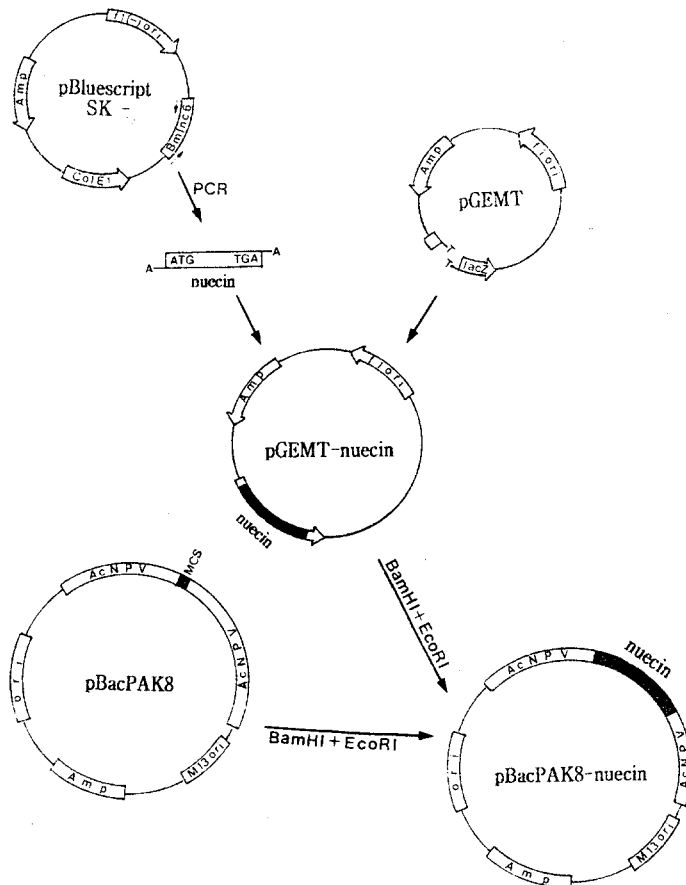 f1(-)ori
Amp
pBluescript
SK -
Bmlnc6
ColE1
PCR
A
ATG TGA
A
nuecin
f1ori
Amp
pGEMT
T
T
lacZ
f1ori
Amp
pGEMT-nuecin
nuecin
BamHI+EcoRI
AcNPV
MCS
AcNPV
ori
pBacPAK8
M13ori
Amp
BamHI+EcoRI
nuecin
AcNPV
AcNPV
ori
pBacPAK8-nuecin
M13ori
Amp